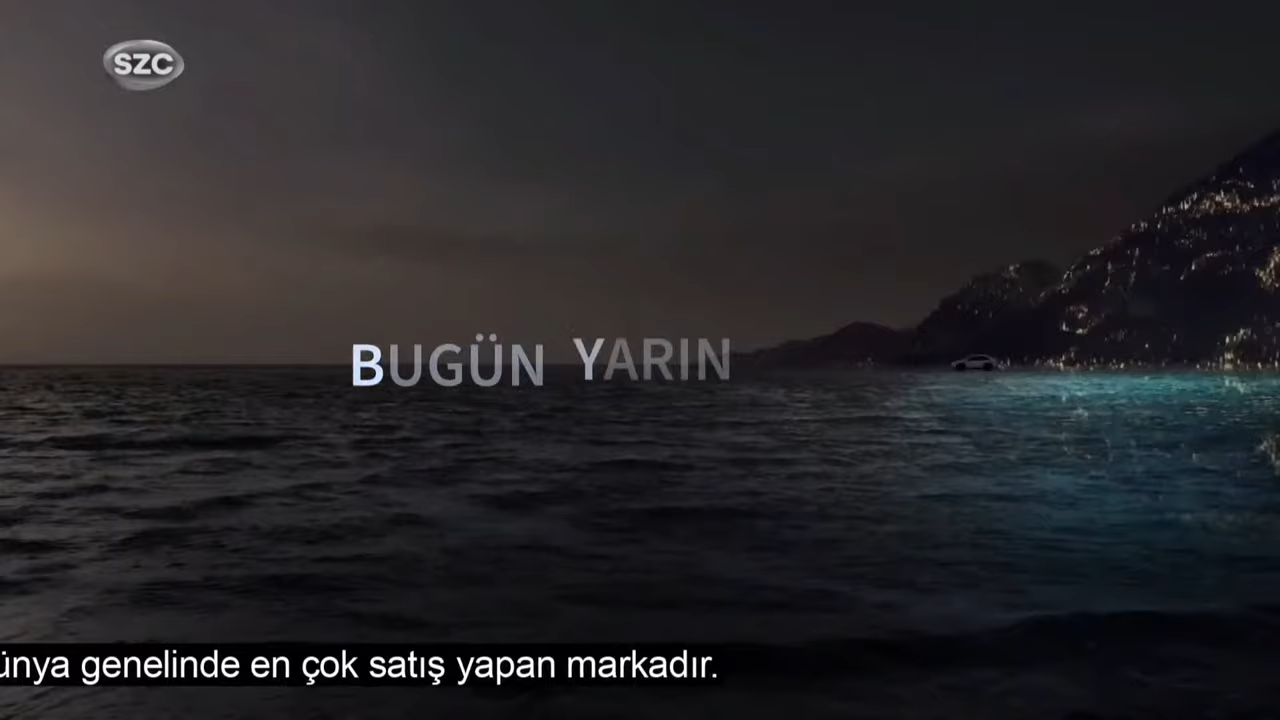 SZC
BUGÜN YARIN
ünya genelinde en çok satış yapan markadır.